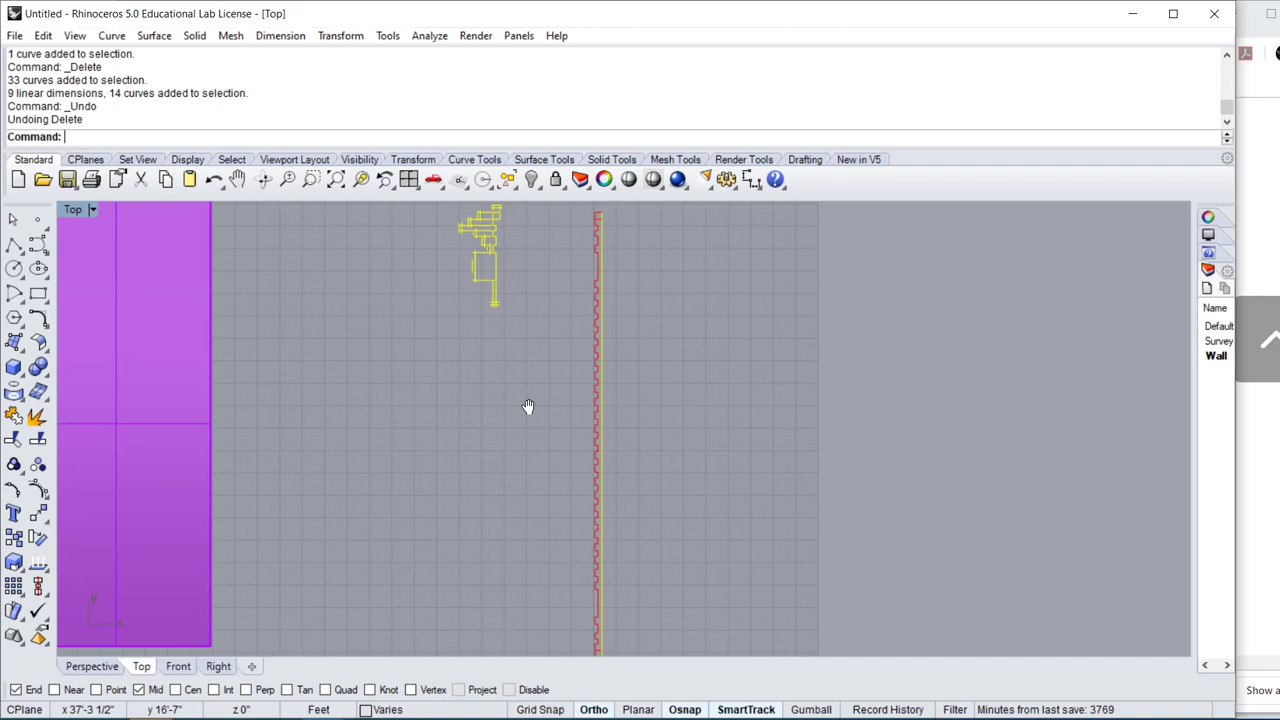 Untitled - Rhinoceros 5.0 Educational Lab License - [Top]
File Edit View Curve Surface Solid Mesh Dimension Transform Tools Analyze Render Panels Help
1 curve added to selection.
Command: _Delete
33 curves added to selection.
9 linear dimensions, 14 curves added to selection.
Command: _Undo
Undoing Delete
Command:
Standard CPlanes Set View Display Select Viewport Layout Visibility Transform Curve Tools Surface Tools Solid Tools Mesh Tools Render Tools Drafting New in V5
Top
Name
Default
Survey
Wall
Perspective Top Front Right
End Near Point Mid Cen Int Perp Tan Quad Knot Vertex Project Disable
Show a
CPlane x 37'-3 1/2" y 16'-7" z 0" Feet Varies Grid Snap Ortho Planar Osnap SmartTrack Gumball Record History Filter Minutes from last save: 3769